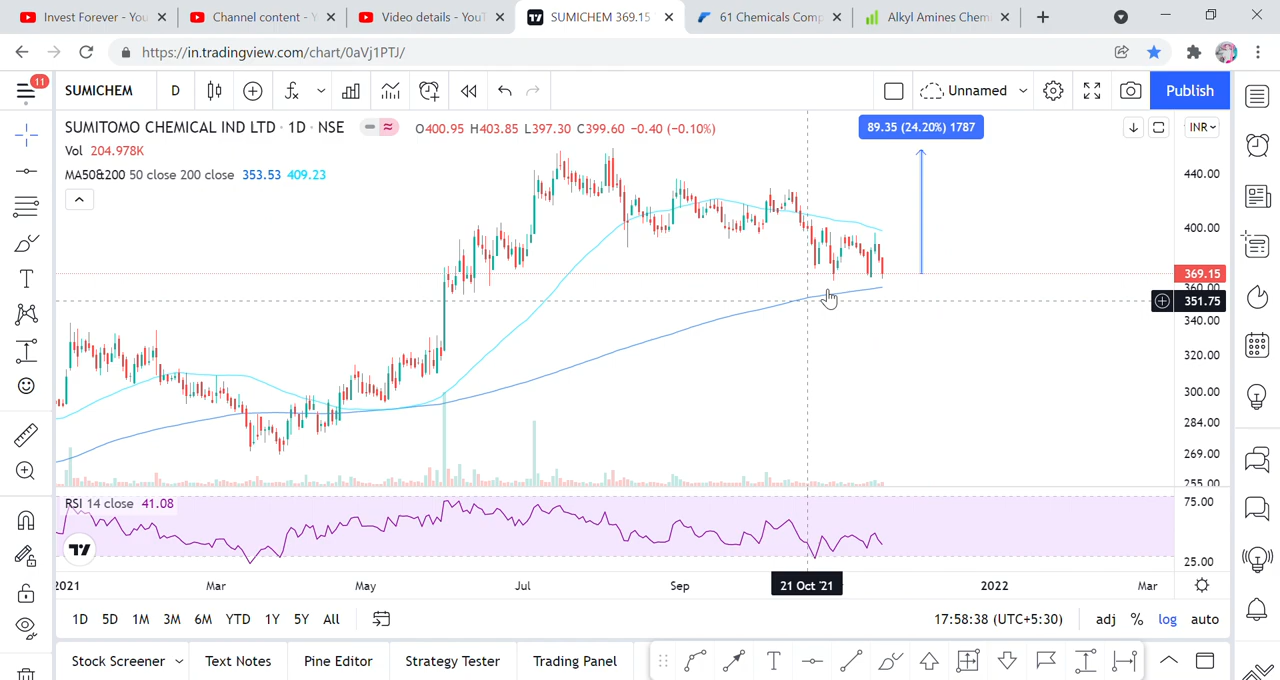 Invest Forever - You
Channel content - Y
Video details - YouT
SUMICHEM 369.15
61 Chemicals Comp
Alkyl Amines Chem
https://in.tradingview.com/chart/0aVj1PTJ/
11
SUMICHEM
D
Unnamed
Publish
SUMITOMO CHEMICAL IND LTD · 1D · NSE
O400.95 H403.85 L397.30 C399.60 −0.40 (−0.10%)
89.35 (24.20%) 1787
INR
Vol 204.978K
MA50&200 50 close 200 close 353.53 409.23
440.00
400.00
369.15
360.00
351.75
340.00
320.00
300.00
284.00
269.00
255.00
RSI 14 close 41.08
75.00
25.00
2021
Mar
May
Jul
Sep
21 Oct '21
2022
Mar
1D 5D 1M 3M 6M YTD 1Y 5Y All
17:58:38 (UTC+5:30)
adj % log auto
Stock Screener
Text Notes
Pine Editor
Strategy Tester
Trading Panel